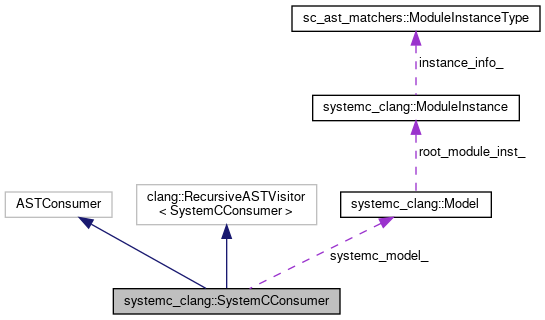 sc_ast_matchers::ModuleInstanceType
instance_info_
systemc_clang::ModuleInstance
root_module_inst_
ASTConsumer
clang::RecursiveASTVisitor
< SystemCConsumer >
systemc_clang::Model
systemc_model_
systemc_clang::SystemCConsumer